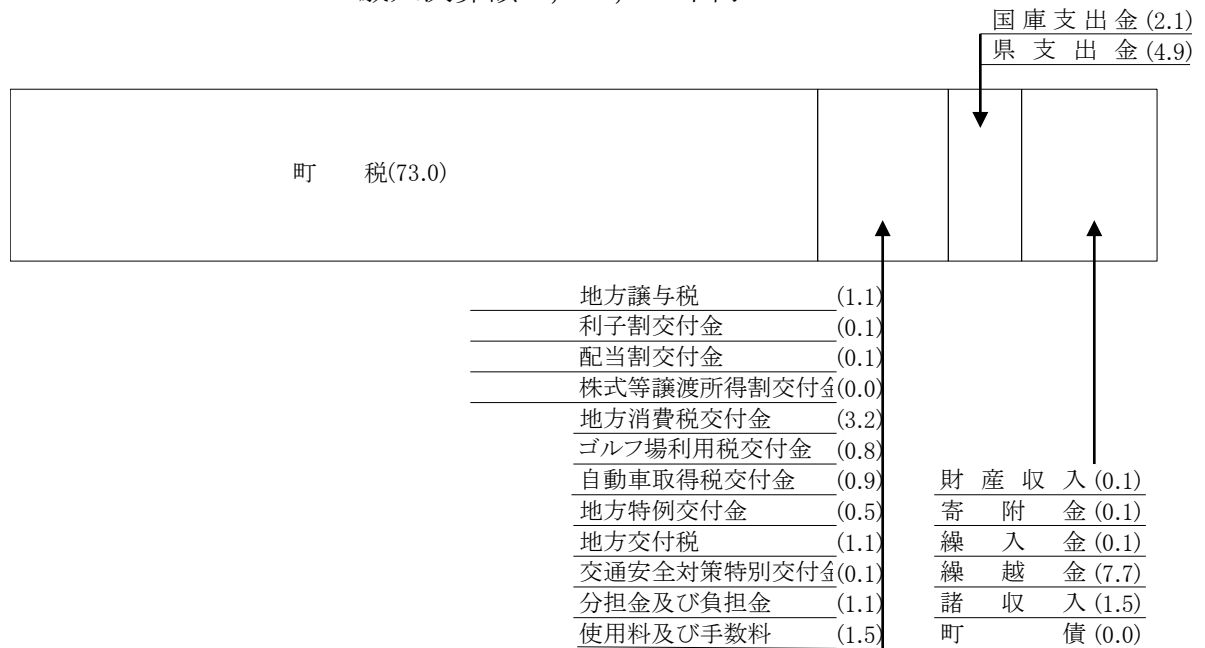 国庫支出金(2.1)
県支出金(4.9)
町 税(73.0)
地方譲与税 (1.1)
利子割交付金 (0.1)
配当割交付金 (0.1)
株式等譲渡所得割交付金(0.0)
地方消費税交付金 (3.2)
ゴルフ場利用税交付金 (0.8)
自動車取得税交付金 (0.9)
地方特例交付金 (0.5)
地方交付税 (1.1)
交通安全対策特別交付金(0.1)
分担金及び負担金 (1.1)
使用料及び手数料 (1.5)
財産収入(0.1)
寄附金(0.1)
繰入金(0.1)
繰越金(7.7)
諸収入(1.5)
町債(0.0)